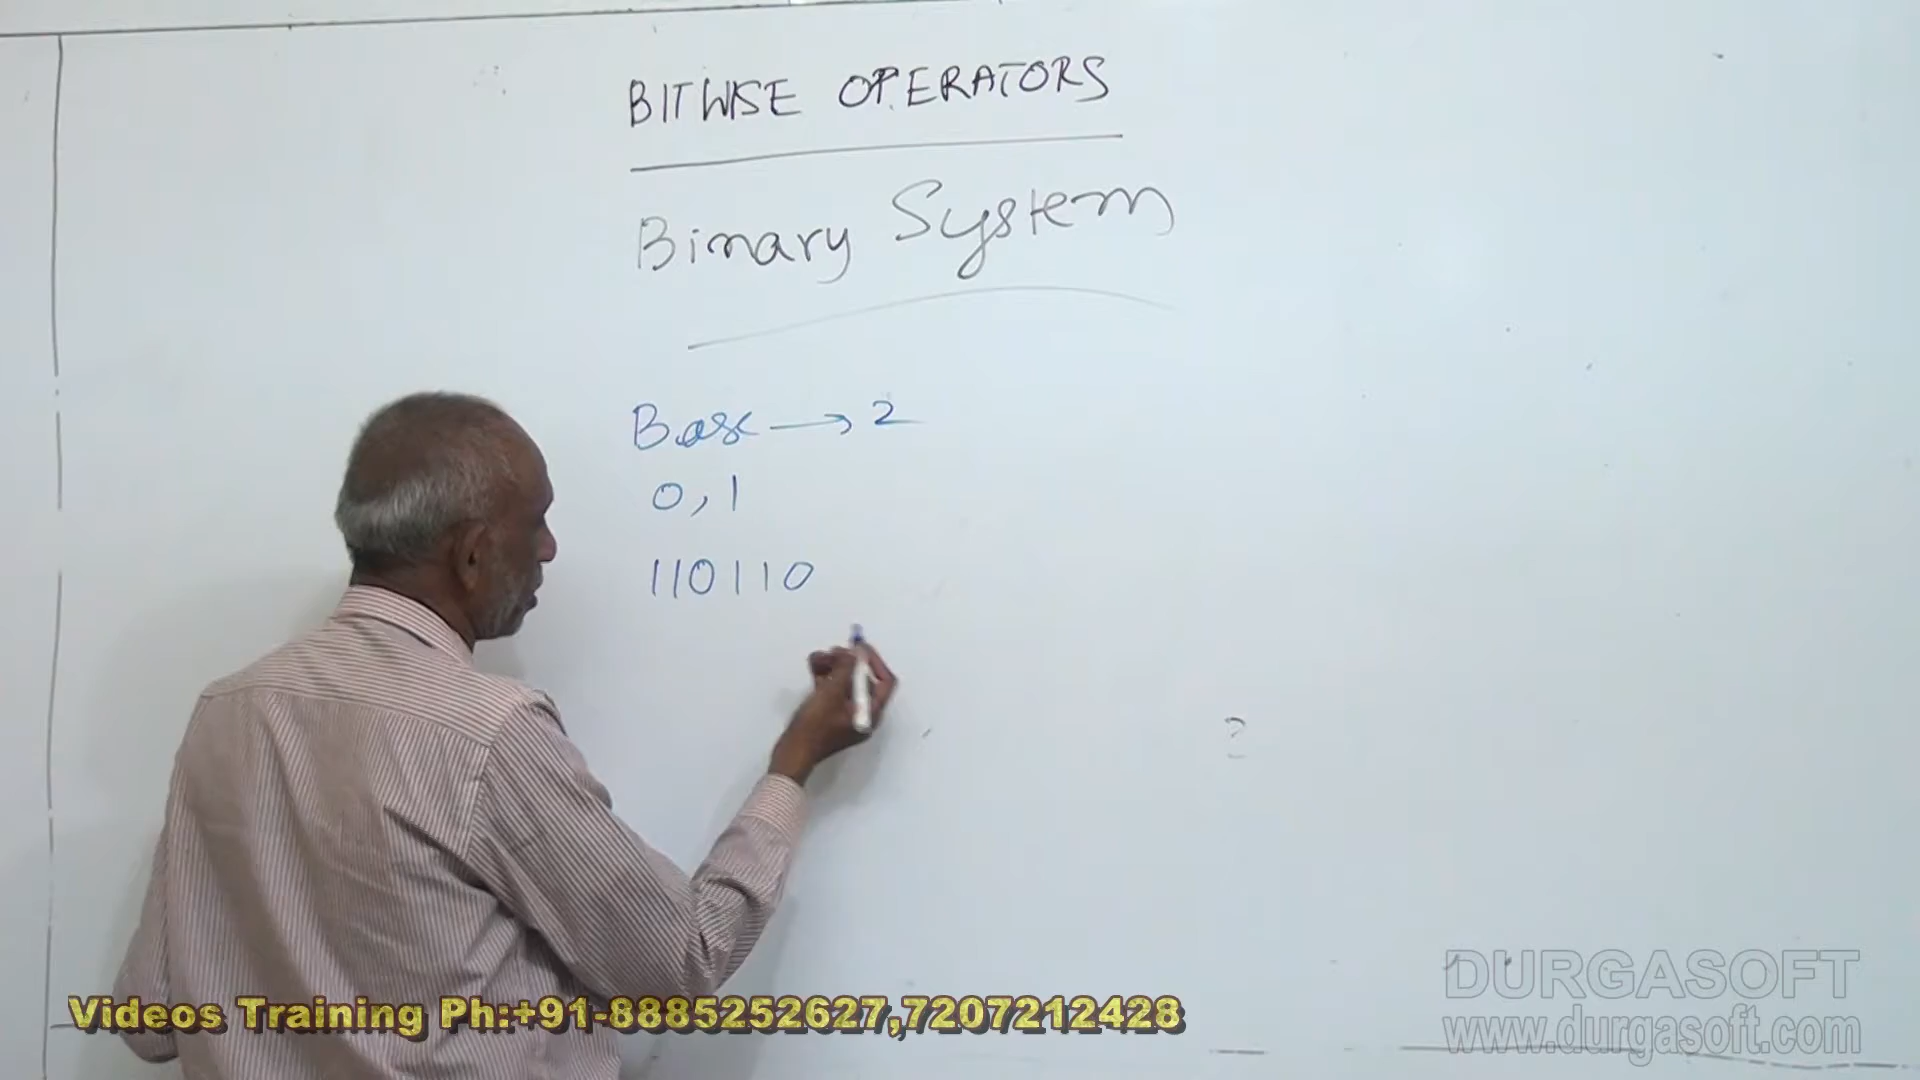 BITWISE OPERATORS
Binary System
Base → 2
0, 1
110110
?
DURGASOFT
www.durgasoft.com
Videos Training Ph:+91-8885252627,7207212428